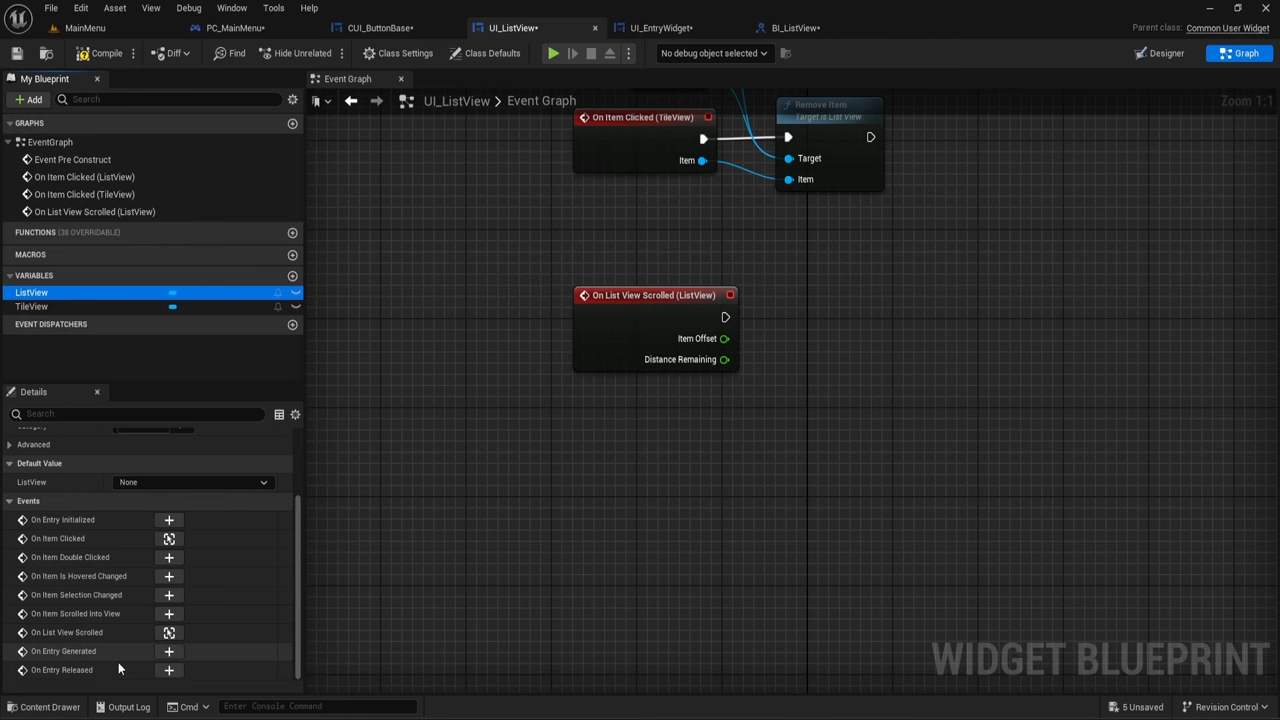 File Edit Asset View Debug Window Tools Help
MainMenu PC_MainMenu• CUI_ButtonBase• UI_ListView• UI_EntryWidget• BI_ListView•
Parent class: Common User Widget
Compile Diff Find Hide Unrelated Class Settings Class Defaults No debug object selected Designer Graph
My Blueprint Event Graph
Add Search UI_ListView > Event Graph Zoom 1:1
GRAPHS
EventGraph
Event Pre Construct
On Item Clicked (ListView)
On Item Clicked (TileView)
On List View Scrolled (ListView)
FUNCTIONS (38 OVERRIDABLE)
MACROS
VARIABLES
ListView
TileView
EVENT DISPATCHERS
Details
Search
Advanced
Default Value
ListView None
Events
On Entry Initialized
On Item Clicked
On Item Double Clicked
On Item Is Hovered Changed
On Item Selection Changed
On Item Scrolled Into View
On List View Scrolled
On Entry Generated
On Entry Released
On Item Clicked (TileView)
Item
Remove Item
Target is List View
Target
Item
On List View Scrolled (ListView)
Item Offset
Distance Remaining
WIDGET BLUEPRINT
Content Drawer Output Log Cmd Enter Console Command 5 Unsaved Revision Control